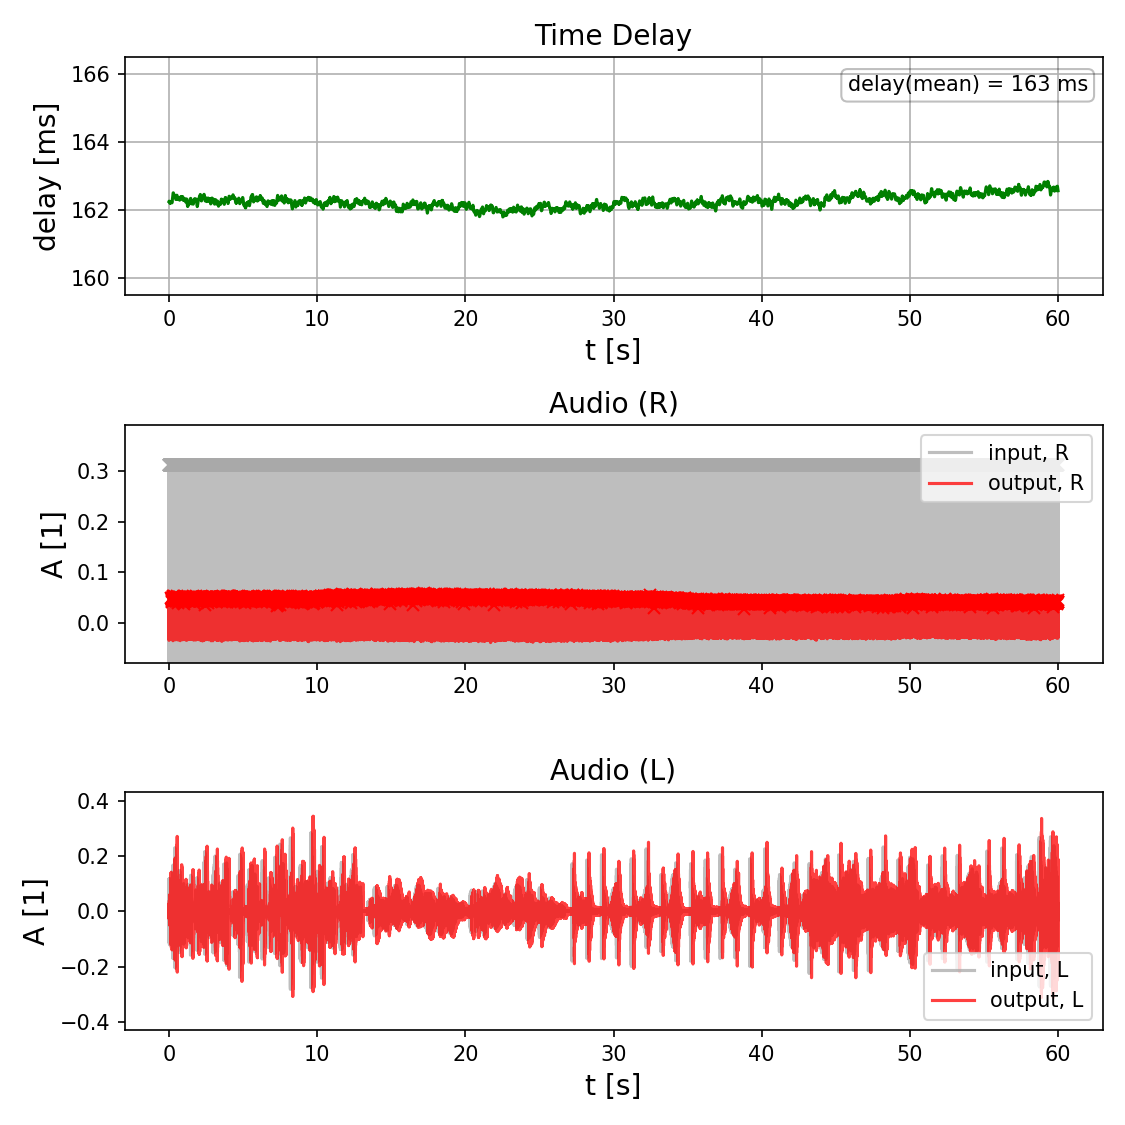 Time Delay
delay(mean) = 163 ms
166
164
162
160
delay [ms]
0 10 20 30 40 50 60
t [s]
Audio (R)
input, R
output, R
0.3
0.2
0.1
0.0
A [1]
0 10 20 30 40 50 60
Audio (L)
0.4
0.2
0.0
−0.2
−0.4
A [1]
input, L
output, L
0 10 20 30 40 50 60
t [s]